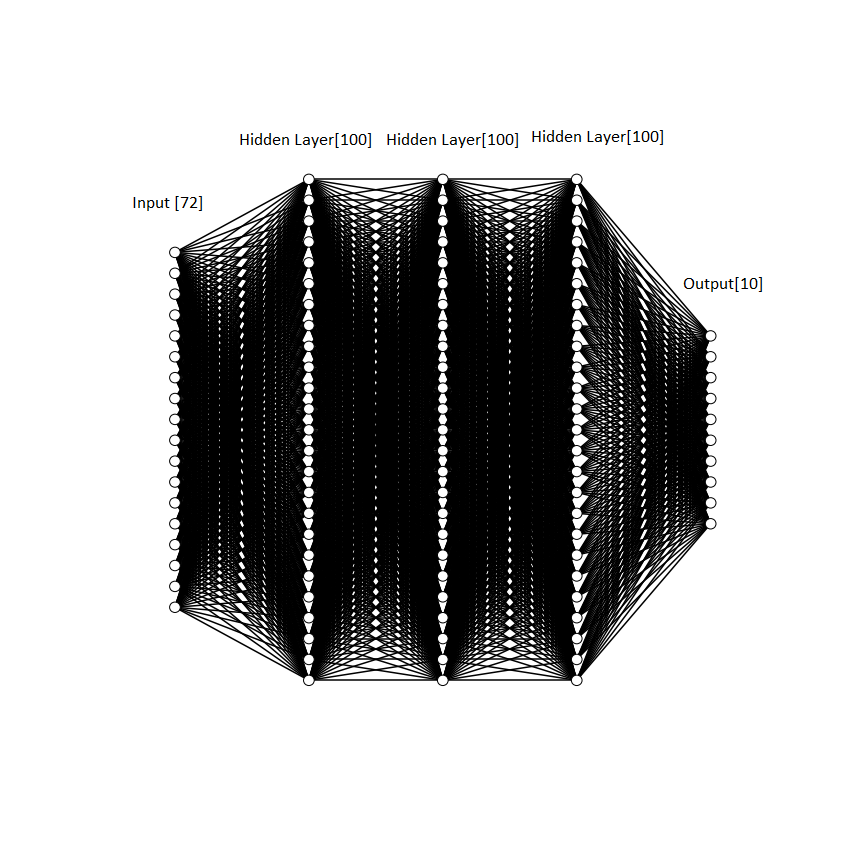 Hidden Layer[100]
Hidden Layer[100]
Hidden Layer[100]
Input [72]
Output[10]